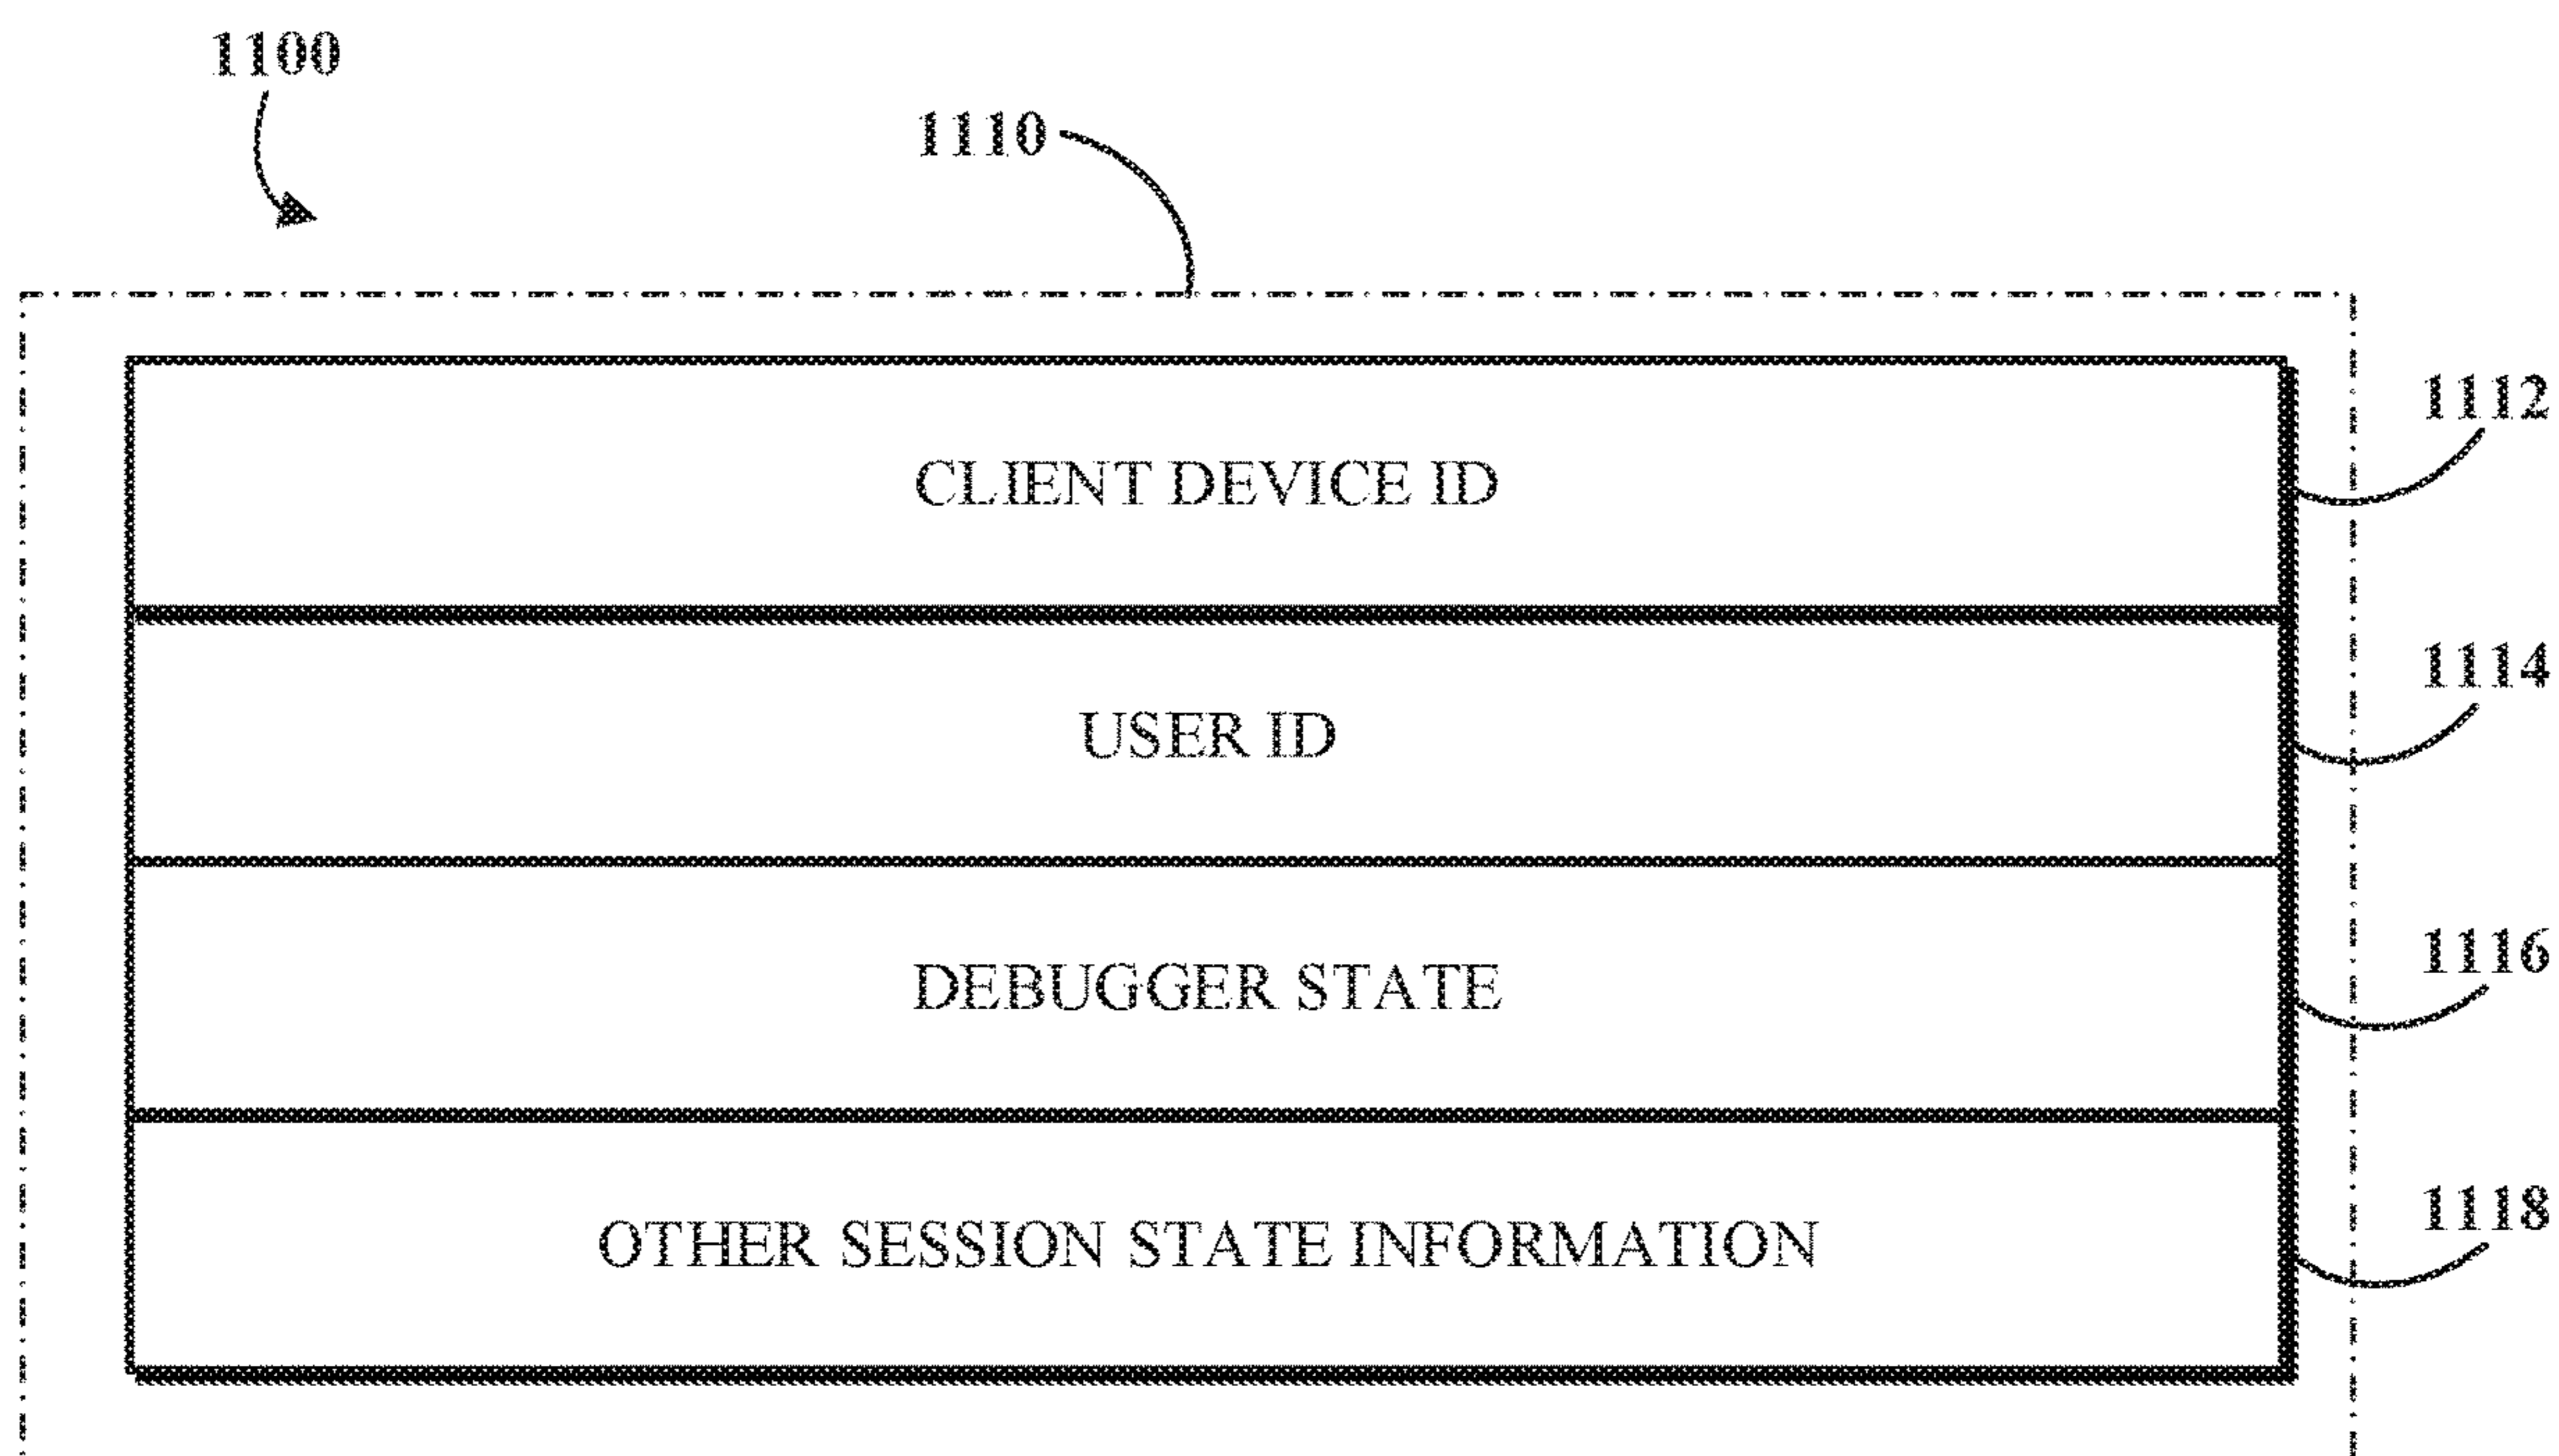 1100
1110
1112
CLIENT DEVICE ID
1114
USER ID
1116
DEBUGGER STATE
1118
OTHER SESSION STATE INFORMATION